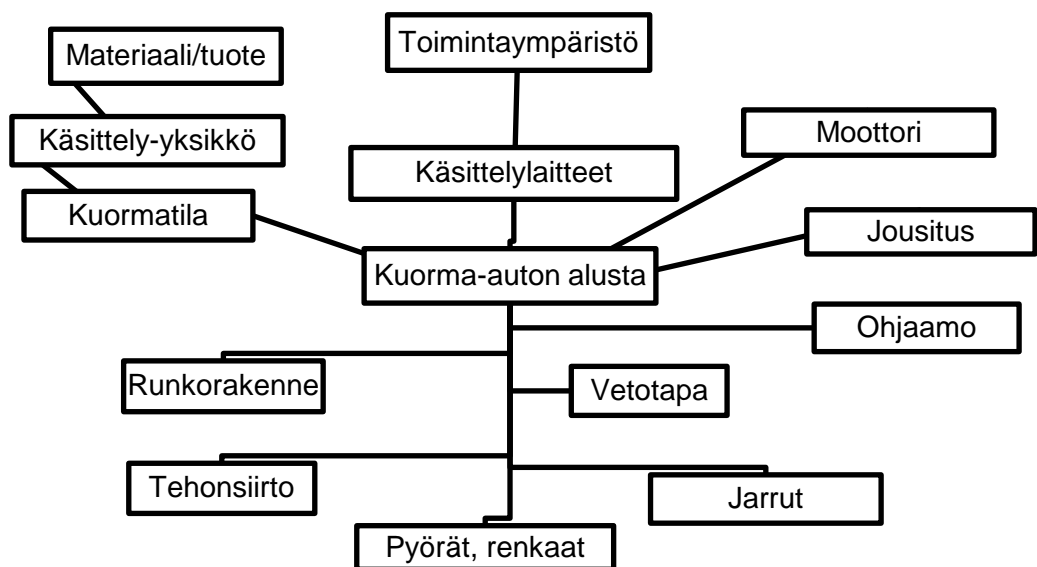 Materiaali/tuote
Toimintaympäristö
Käsittely-yksikkö
Moottori
Käsittelylaitteet
Kuormatila
Jousitus
Kuorma-auton alusta
Ohjaamo
Runkorakenne
Vetotapa
Tehonsiirto
Jarrut
Pyörät, renkaat